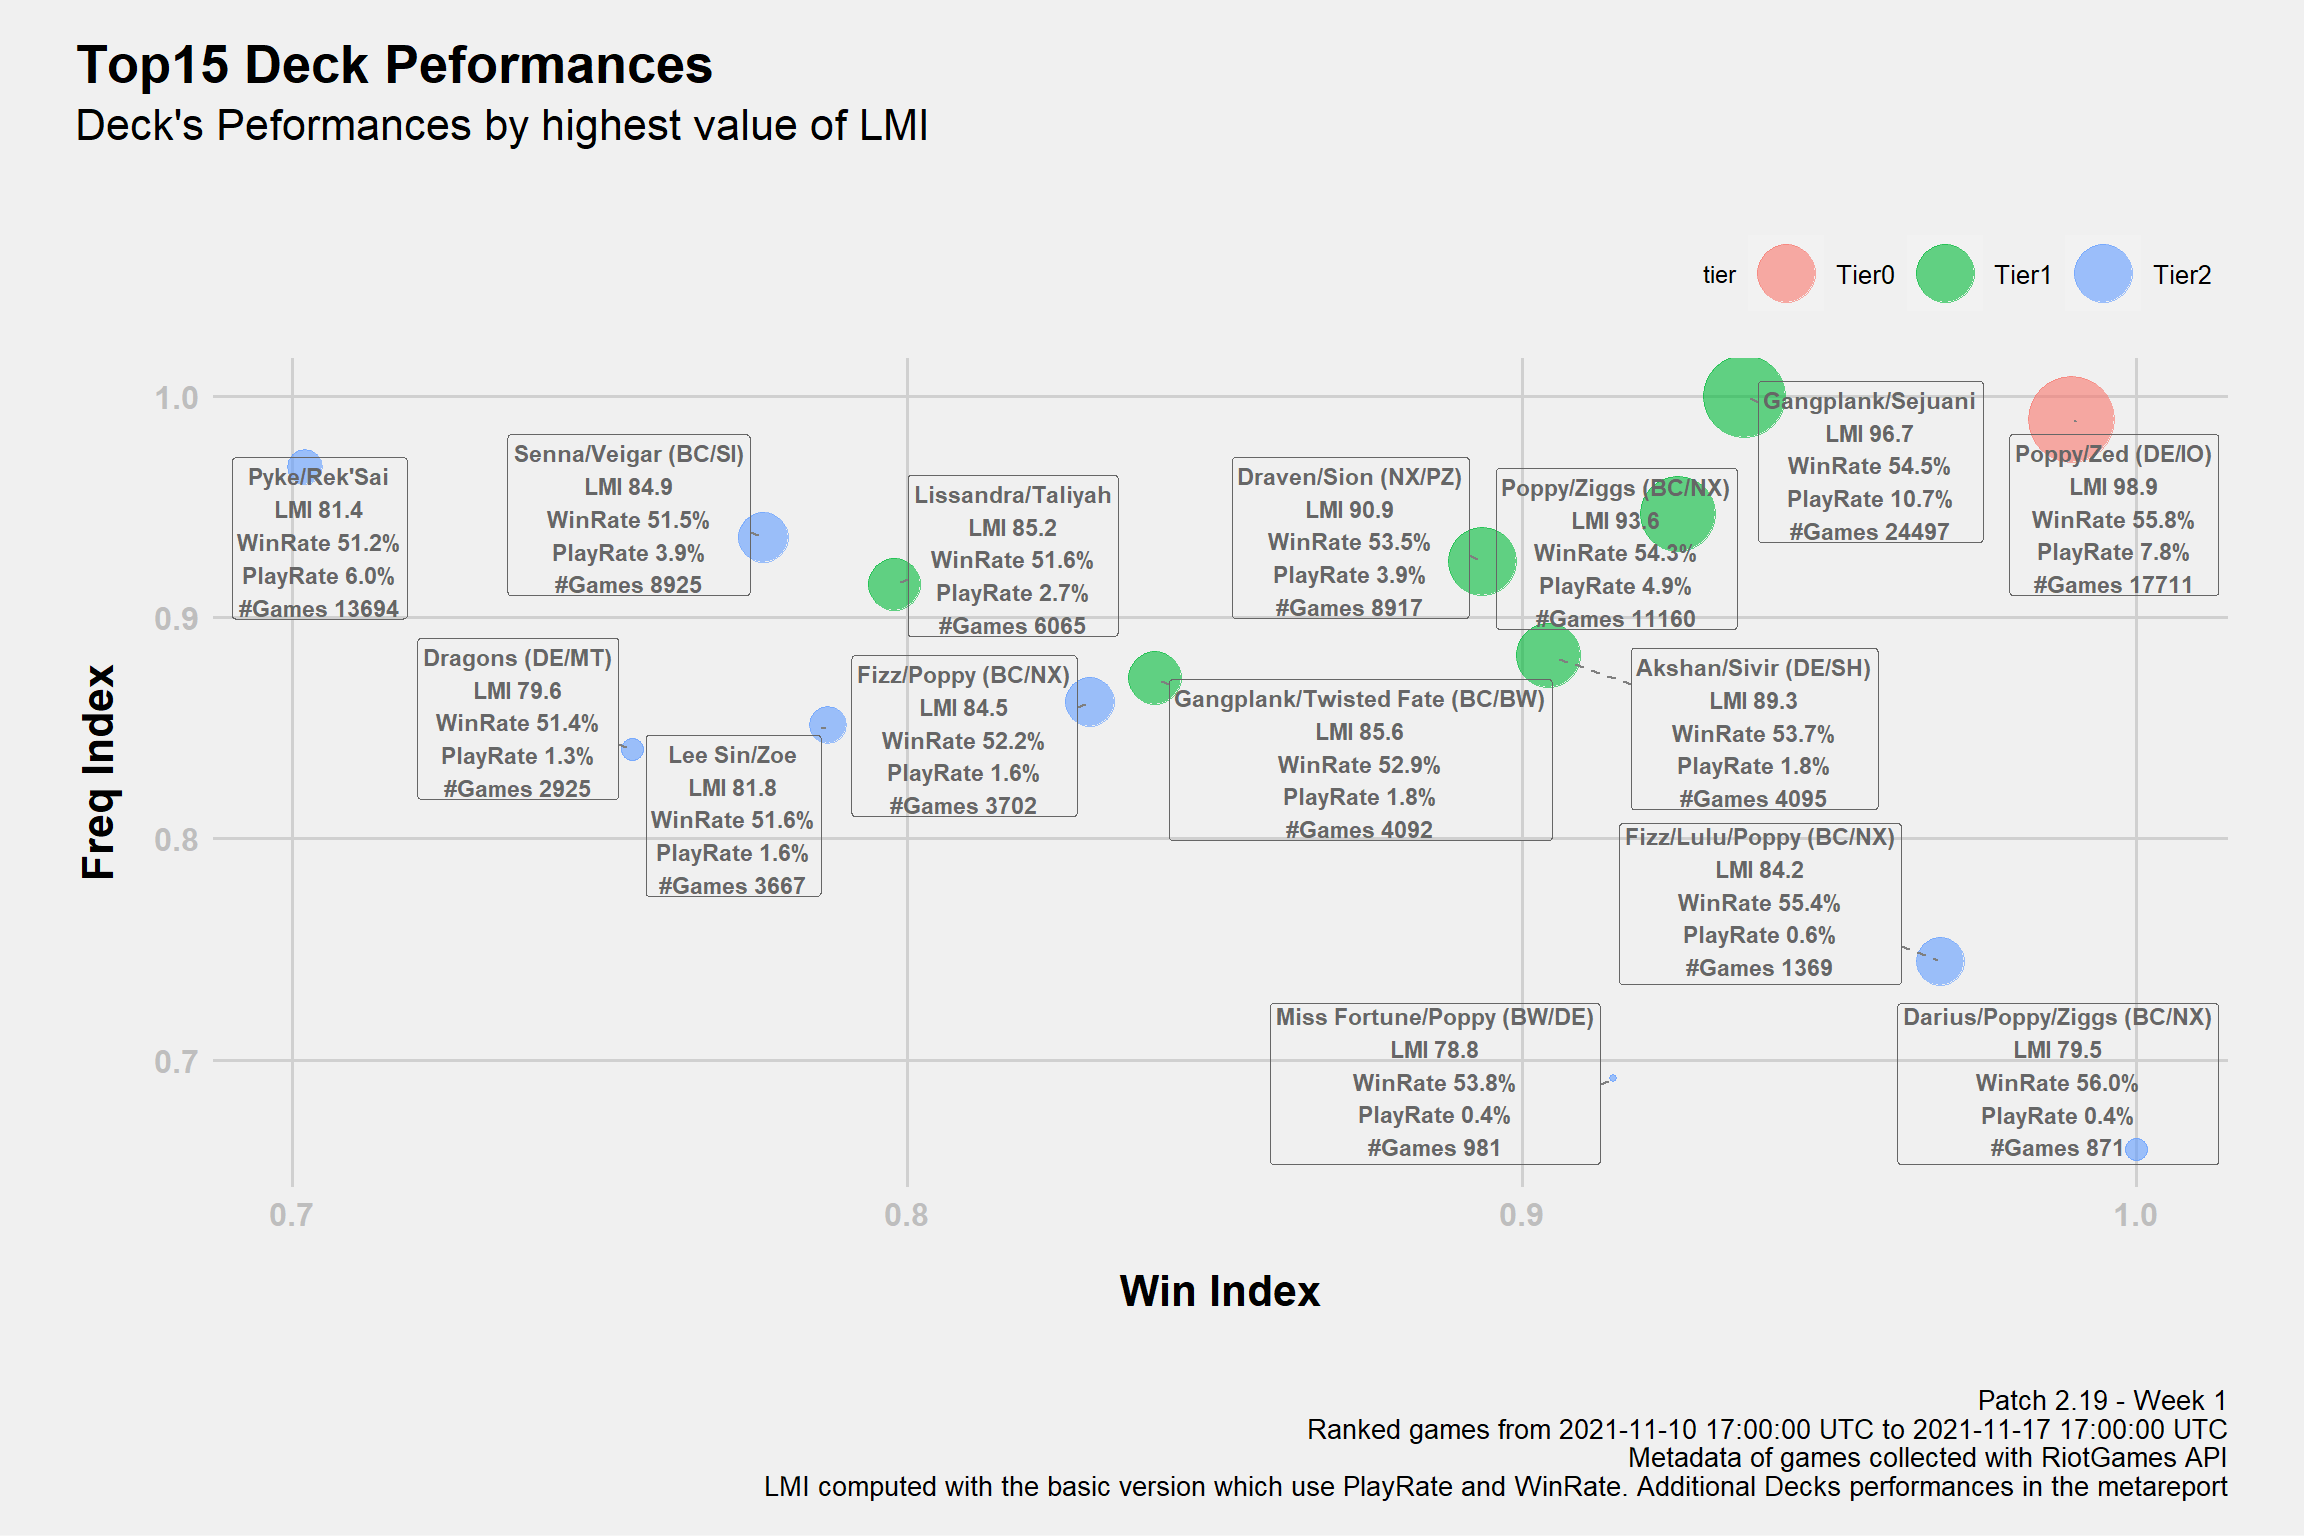 Top15 Deck Peformances
Deck's Peformances by highest value of LMI
tier Tier0 Tier1 Tier2
Freq Index
1.0
0.9
0.8
0.7
Pyke/Rek'Sai
LMI 81.4
WinRate 51.2%
PlayRate 6.0%
#Games 13694
Senna/Veigar (BC/SI)
LMI 84.9
WinRate 51.5%
PlayRate 3.9%
#Games 8925
Lissandra/Taliyah
LMI 85.2
WinRate 51.6%
PlayRate 2.7%
#Games 6065
Draven/Sion (NX/PZ)
LMI 90.9
WinRate 53.5%
PlayRate 3.9%
#Games 8917
Poppy/Ziggs (BC/NX)
LMI 93.6
WinRate 54.3%
PlayRate 4.9%
#Games 11160
Gangplank/Sejuani
LMI 96.7
WinRate 54.5%
PlayRate 10.7%
#Games 24497
Poppy/Zed (DE/IO)
LMI 98.9
WinRate 55.8%
PlayRate 7.8%
#Games 17711
Dragons (DE/MT)
LMI 79.6
WinRate 51.4%
PlayRate 1.3%
#Games 2925
Lee Sin/Zoe
LMI 81.8
WinRate 51.6%
PlayRate 1.6%
#Games 3667
Fizz/Poppy (BC/NX)
LMI 84.5
WinRate 52.2%
PlayRate 1.6%
#Games 3702
Gangplank/Twisted Fate (BC/BW)
LMI 85.6
WinRate 52.9%
PlayRate 1.8%
#Games 4092
Akshan/Sivir (DE/SH)
LMI 89.3
WinRate 53.7%
PlayRate 1.8%
#Games 4095
Fizz/Lulu/Poppy (BC/NX)
LMI 84.2
WinRate 55.4%
PlayRate 0.6%
#Games 1369
Miss Fortune/Poppy (BW/DE)
LMI 78.8
WinRate 53.8%
PlayRate 0.4%
#Games 981
Darius/Poppy/Ziggs (BC/NX)
LMI 79.5
WinRate 56.0%
PlayRate 0.4%
#Games 871
0.7 0.8 0.9 1.0
Win Index
Patch 2.19 - Week 1
Ranked games from 2021-11-10 17:00:00 UTC to 2021-11-17 17:00:00 UTC
Metadata of games collected with RiotGames API
LMI computed with the basic version which use PlayRate and WinRate. Additional Decks performances in the metareport